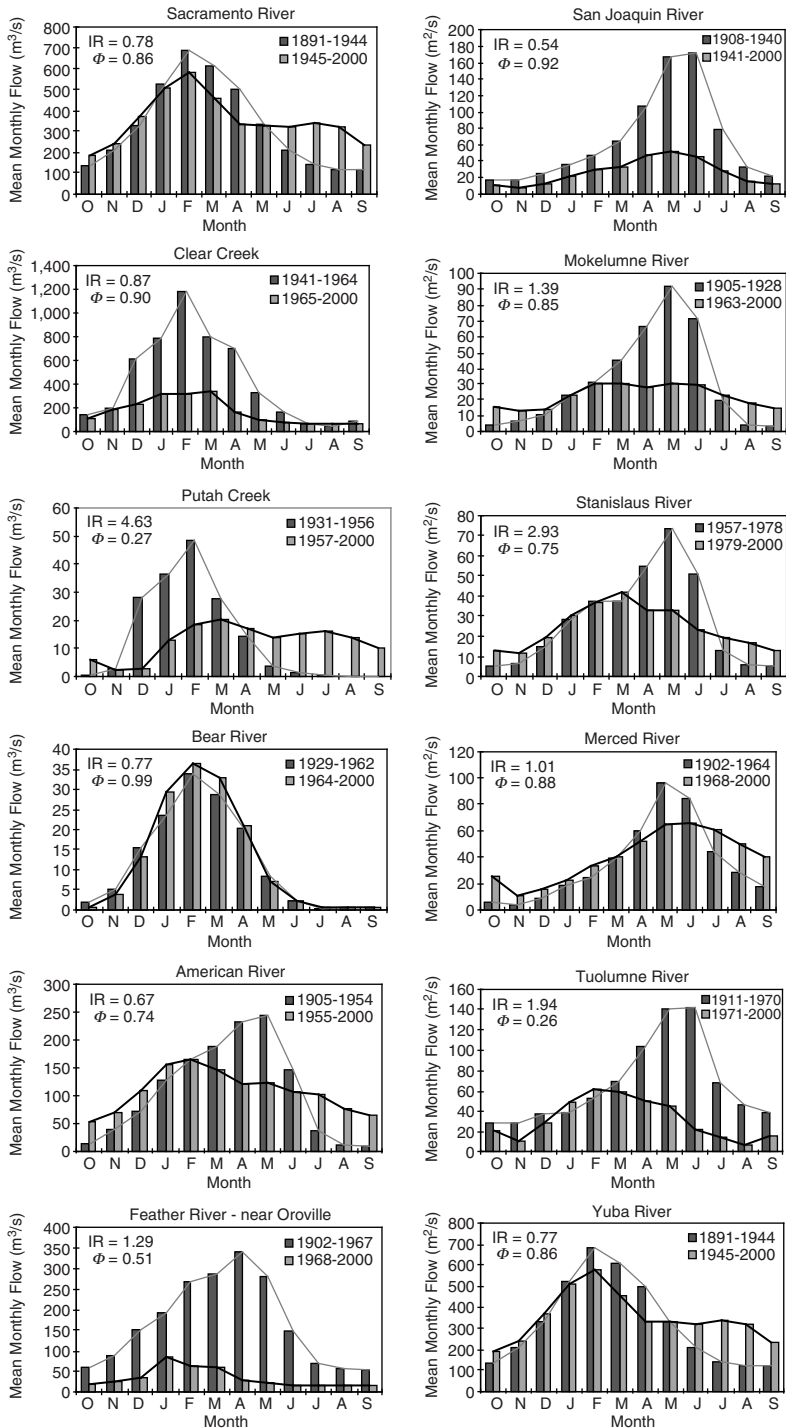 Sacramento River
Mean Monthly Flow (m³/s)
800
700
600
500
400
300
200
100
0
IR = 0.78
Φ = 0.86
1891-1944
1945-2000
O N D J F M A M J J A S
Month
San Joaquin River
Mean Monthly Flow (m²/s)
200
180
160
140
120
100
80
60
40
20
0
IR = 0.54
Φ = 0.92
1908-1940
1941-2000
O N D J F M A M J J A S
Month
Clear Creek
Mean Monthly Flow (m³/s)
1,400
1,200
1,000
800
600
400
200
0
IR = 0.87
Φ = 0.90
1941-1964
1965-2000
O N D J F M A M J J A S
Month
Mokelumne River
Mean Monthly Flow (m²/s)
100
90
80
70
60
50
40
30
20
10
0
IR = 1.39
Φ = 0.85
1905-1928
1963-2000
O N D J F M A M J J A S
Month
Putah Creek
Mean Monthly Flow (m³/s)
60
50
40
30
20
10
0
IR = 4.63
Φ = 0.27
1931-1956
1957-2000
O N D J F M A M J J A S
Month
Stanislaus River
Mean Monthly Flow (m²/s)
80
70
60
50
40
30
20
10
0
IR = 2.93
Φ = 0.75
1957-1978
1979-2000
O N D J F M A M J J A S
Month
Bear River
Mean Monthly Flow (m³/s)
40
35
30
25
20
15
10
5
0
IR = 0.77
Φ = 0.99
1929-1962
1964-2000
O N D J F M A M J J A S
Month
Merced River
Mean Monthly Flow (m²/s)
120
100
80
60
40
20
0
IR = 1.01
Φ = 0.88
1902-1964
1968-2000
O N D J F M A M J J A S
Month
American River
Mean Monthly Flow (m³/s)
300
250
200
150
100
50
0
IR = 0.67
Φ = 0.74
1905-1954
1955-2000
O N D J F M A M J J A S
Month
Tuolumne River
Mean Monthly Flow (m²/s)
160
140
120
100
80
60
40
20
0
IR = 1.94
Φ = 0.26
1911-1970
1971-2000
O N D J F M A M J J A S
Month
Feather River - near Oroville
Mean Monthly Flow (m³/s)
400
350
300
250
200
150
100
50
0
IR = 1.29
Φ = 0.51
1902-1967
1968-2000
O N D J F M A M J J A S
Month
Yuba River
Mean Monthly Flow (m³/s)
800
700
600
500
400
300
200
100
0
IR = 0.77
Φ = 0.86
1891-1944
1945-2000
O N D J F M A M J J A S
Month